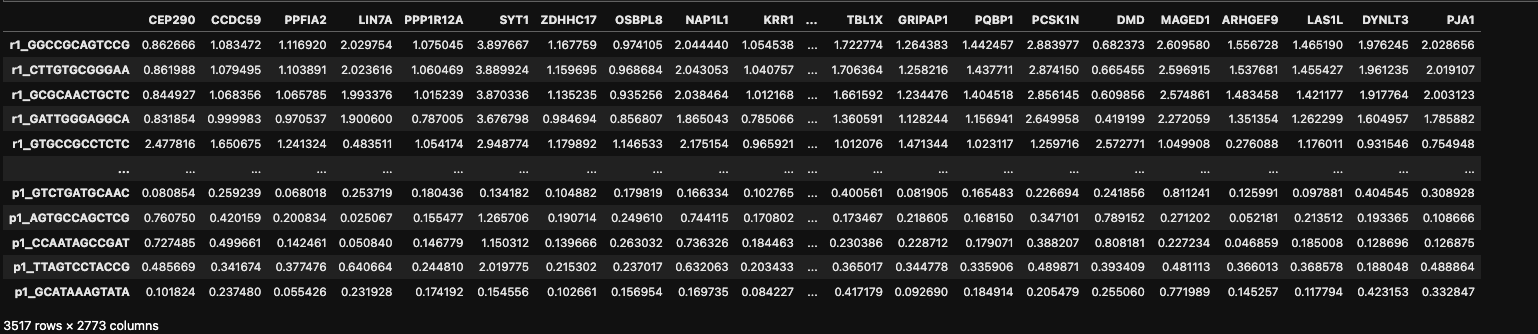 CEP290 CCDC59 PPFIA2 LIN7A PPP1R12A SYT1 ZDHHC17 OSBPL8 NAP1L1 KRR1 ... TBL1X GRIPAP1 PQBP1 PCSK1N DMD MAGED1 ARHGEF9 LAS1L DYNLT3 PJA1
r1_GGCCGCAGTCCG 0.862666 1.083472 1.116920 2.029754 1.075045 3.897667 1.167759 0.974105 2.044440 1.054538 ... 1.722774 1.264383 1.442457 2.883977 0.682373 2.609580 1.556728 1.465190 1.976245 2.028656
r1_CTTGTGCGGGAA 0.861988 1.079495 1.103891 2.023616 1.060469 3.889924 1.159695 0.968684 2.043053 1.040757 ... 1.706364 1.258216 1.437711 2.874150 0.665455 2.596915 1.537681 1.455427 1.961235 2.019107
r1_GCGCAACTGCTC 0.844927 1.068356 1.065785 1.993376 1.015239 3.870336 1.135235 0.935256 2.038464 1.012168 ... 1.661592 1.234476 1.404518 2.856145 0.609856 2.574861 1.483458 1.421177 1.917764 2.003123
r1_GATTGGGAGGCA 0.831854 0.999983 0.970537 1.900600 0.787005 3.676798 0.984694 0.856807 1.865043 0.785066 ... 1.360591 1.128244 1.156941 2.649958 0.419199 2.272059 1.351354 1.262299 1.604957 1.785882
r1_GTGCCGCCTCTC 2.477816 1.650675 1.241324 0.483511 1.054174 2.948774 1.179892 1.146533 2.175154 0.965921 ... 1.012076 1.471344 1.023117 1.259716 2.572771 1.049908 0.276088 1.176011 0.931546 0.754948
... ... ... ... ... ... ... ... ... ... ... ... ... ... ... ... ... ... ... ... ... ...
p1_GTCTGATGCAAC 0.080854 0.259239 0.068018 0.253719 0.180436 0.134182 0.104882 0.179819 0.166334 0.102765 ... 0.400561 0.081905 0.165483 0.226694 0.241856 0.811241 0.125991 0.097881 0.404545 0.308928
p1_AGTGCCAGCTCG 0.760750 0.420159 0.200834 0.025067 0.155477 1.265706 0.190714 0.249610 0.744115 0.170802 ... 0.173467 0.218605 0.168150 0.347101 0.789152 0.271202 0.052181 0.213512 0.193365 0.108666
p1_CCAATAGCCGAT 0.727485 0.499661 0.142461 0.050840 0.146779 1.150312 0.139666 0.263032 0.736326 0.184463 ... 0.230386 0.228712 0.179071 0.388207 0.808181 0.227234 0.046859 0.185008 0.128696 0.126875
p1_TTAGTCCTACCG 0.485669 0.341674 0.377476 0.640664 0.244810 2.019775 0.215302 0.237017 0.632063 0.203433 ... 0.365017 0.344778 0.335906 0.489871 0.393409 0.481113 0.366013 0.368578 0.188048 0.488864
p1_GCATAAAGTATA 0.101824 0.237480 0.055426 0.231928 0.174192 0.154556 0.102661 0.156954 0.169735 0.084227 ... 0.417179 0.092690 0.184914 0.205479 0.255060 0.771989 0.145257 0.117794 0.423153 0.332847
3517 rows × 2773 columns